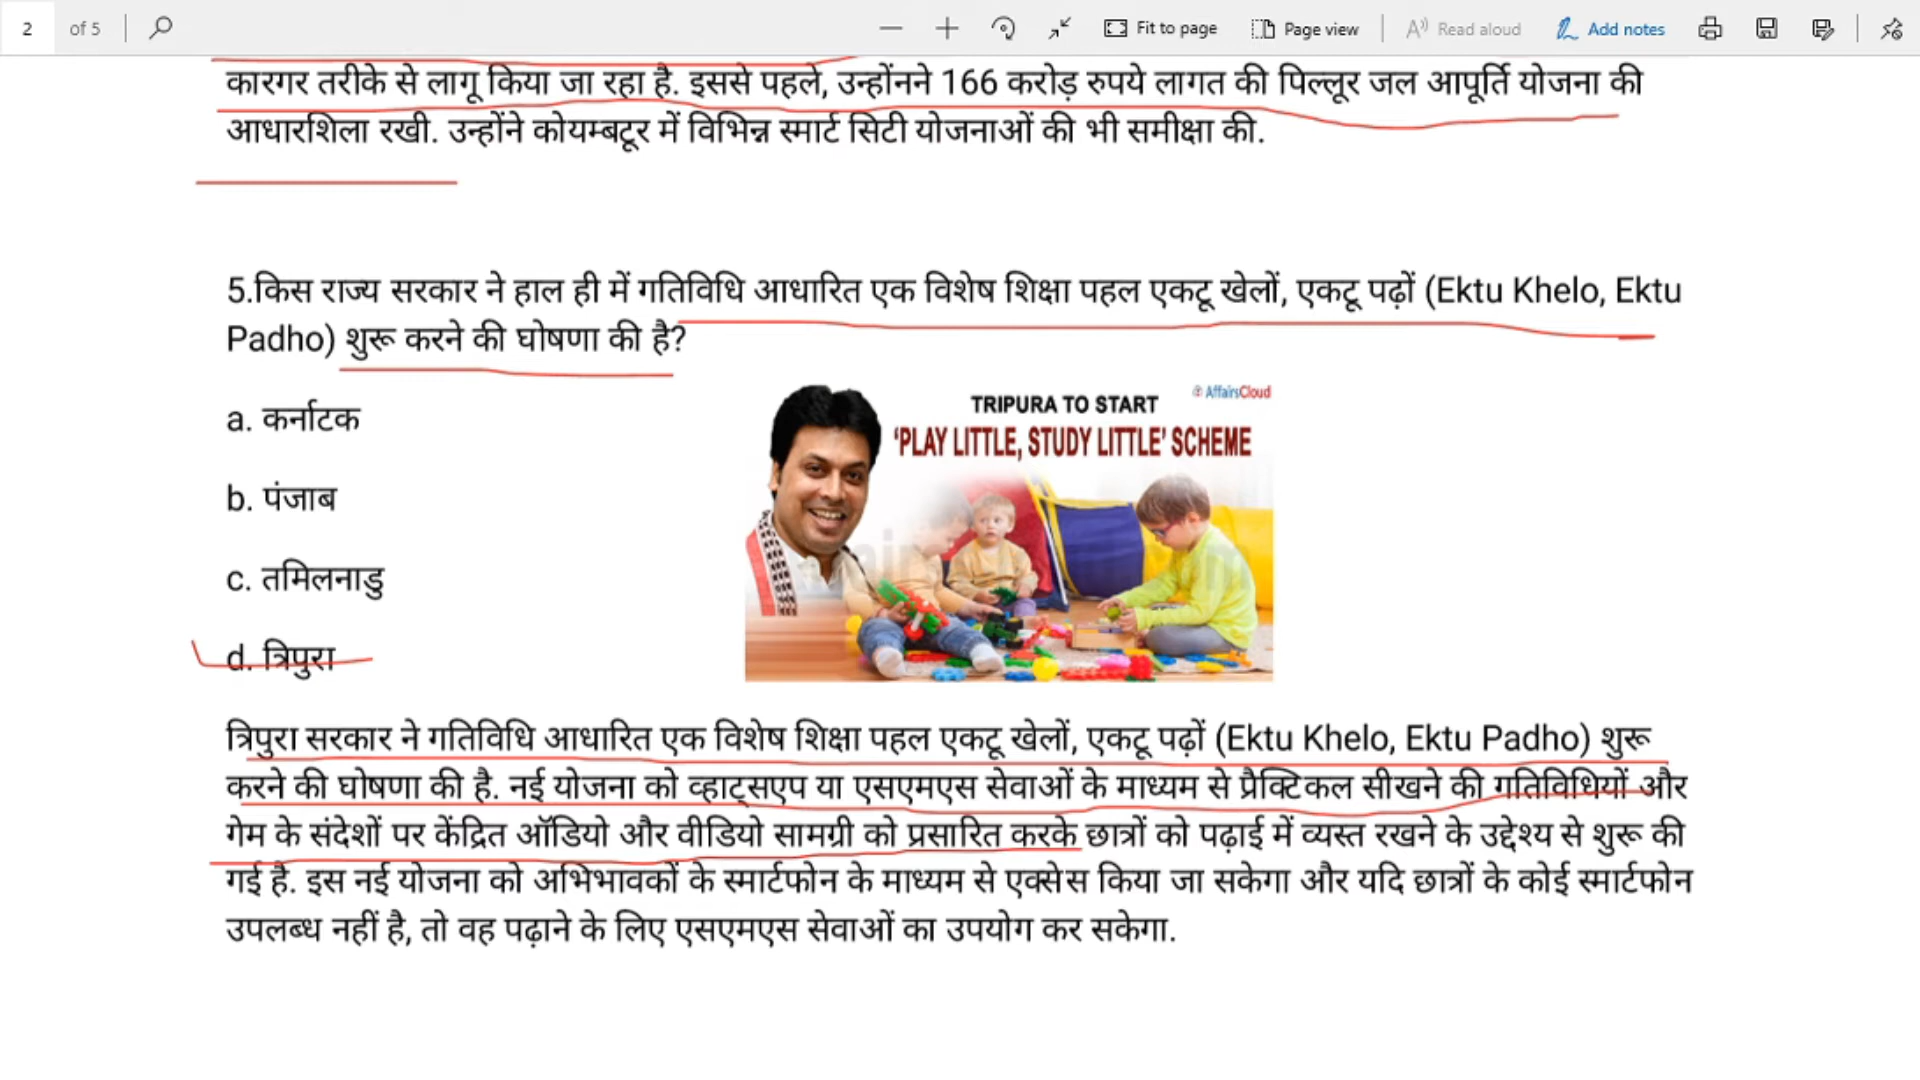 2 of 5 Fit to page Page view Read aloud Add notes
कारगर तरीके से लागू किया जा रहा है. इससे पहले, उन्होंनने 166 करोड़ रुपये लागत की पिल्लूर जल आपूर्ति योजना की
आधारशिला रखी. उन्होंने कोयम्बटूर में विभिन्न स्मार्ट सिटी योजनाओं की भी समीक्षा की.
5.किस राज्य सरकार ने हाल ही में गतिविधि आधारित एक विशेष शिक्षा पहल एकटू खेलों, एकटू पढ़ों (Ektu Khelo, Ektu
Padho) शुरू करने की घोषणा की है?
a. कर्नाटक
b. पंजाब
c. तमिलनाडु
d. त्रिपुरा
AffairsCloud
TRIPURA TO START
‘PLAY LITTLE, STUDY LITTLE’ SCHEME
त्रिपुरा सरकार ने गतिविधि आधारित एक विशेष शिक्षा पहल एकटू खेलों, एकटू पढ़ों (Ektu Khelo, Ektu Padho) शुरू
करने की घोषणा की है. नई योजना को व्हाट्सएप या एसएमएस सेवाओं के माध्यम से प्रैक्टिकल सीखने की गतिविधियों और
गेम के संदेशों पर केंद्रित ऑडियो और वीडियो सामग्री को प्रसारित करके छात्रों को पढ़ाई में व्यस्त रखने के उद्देश्य से शुरू की
गई है. इस नई योजना को अभिभावकों के स्मार्टफोन के माध्यम से एक्सेस किया जा सकेगा और यदि छात्रों के कोई स्मार्टफोन
उपलब्ध नहीं है, तो वह पढ़ाने के लिए एसएमएस सेवाओं का उपयोग कर सकेगा.